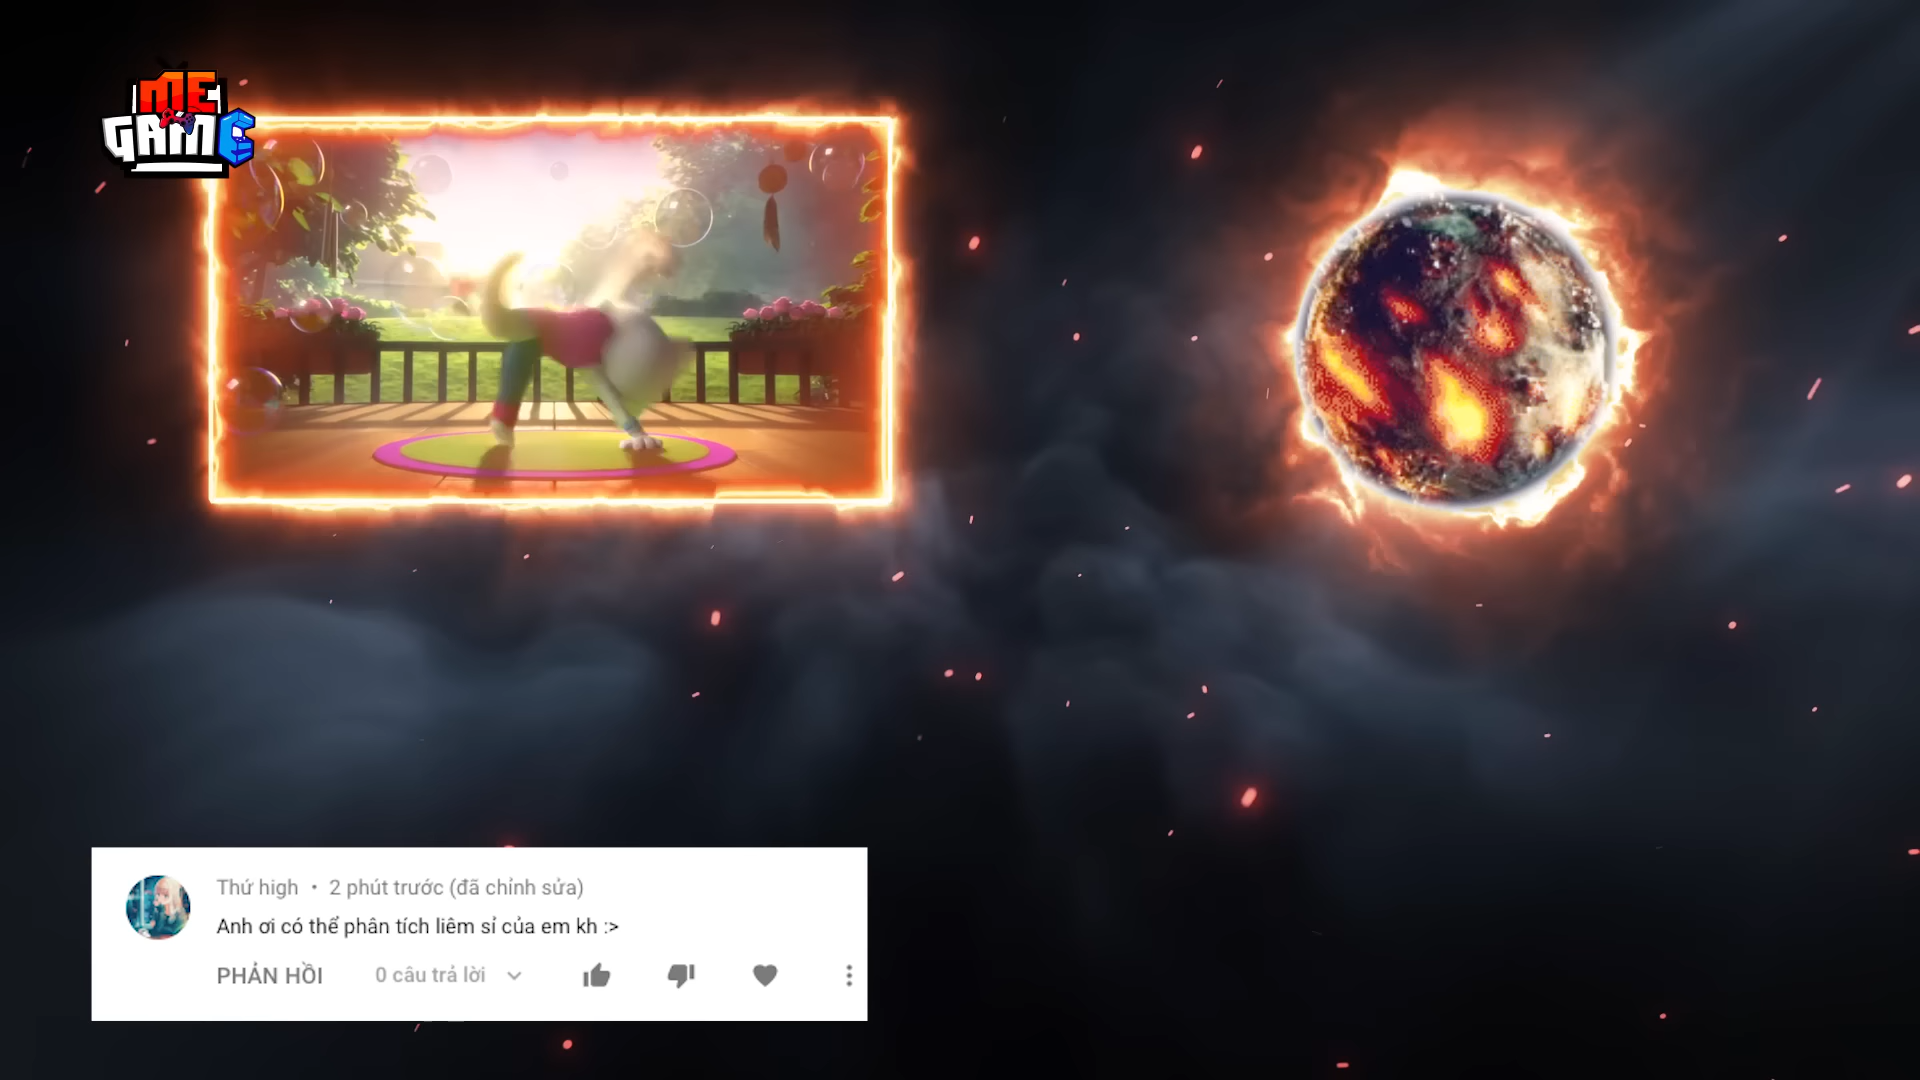 ME
GAME
Thứ high • 2 phút trước (đã chỉnh sửa)
Anh ơi có thể phân tích liêm sỉ của em kh :>
PHẢN HỒI 0 câu trả lời